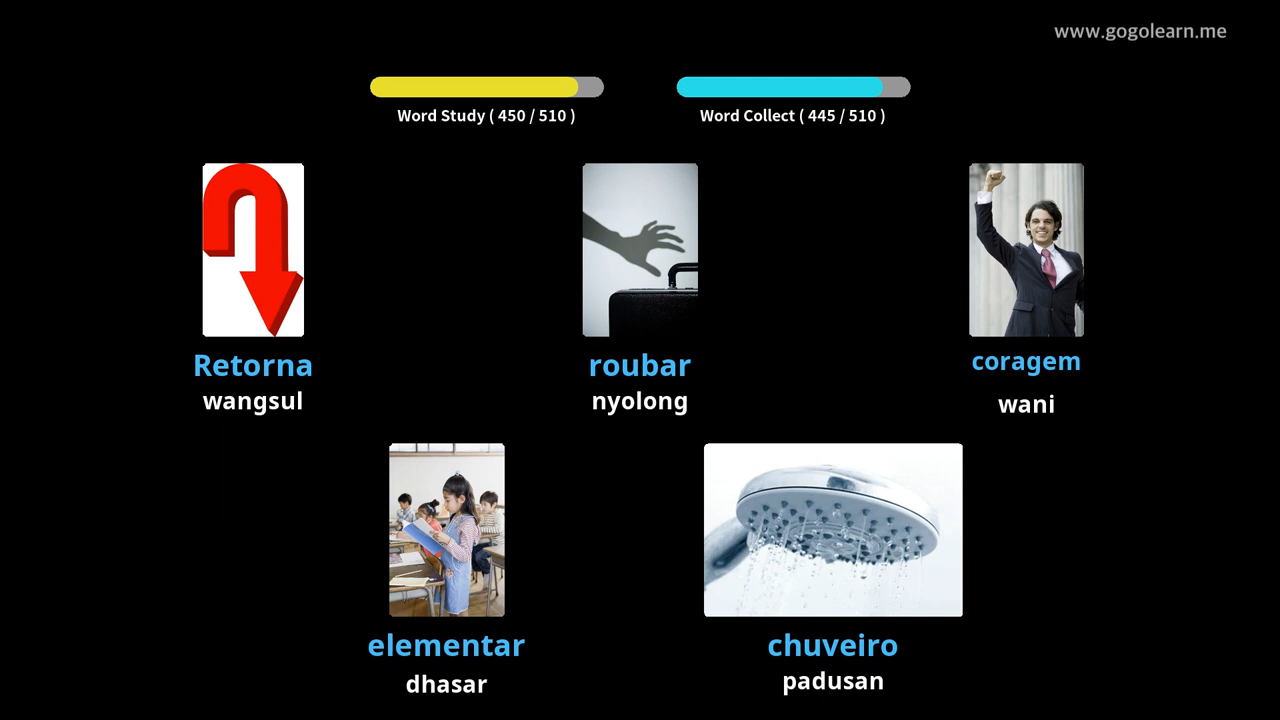 www.gogolearn.me
Word Study ( 450 / 510 )
Word Collect ( 445 / 510 )
Retorna
wangsul
roubar
nyolong
coragem
wani
elementar
dhasar
chuveiro
padusan